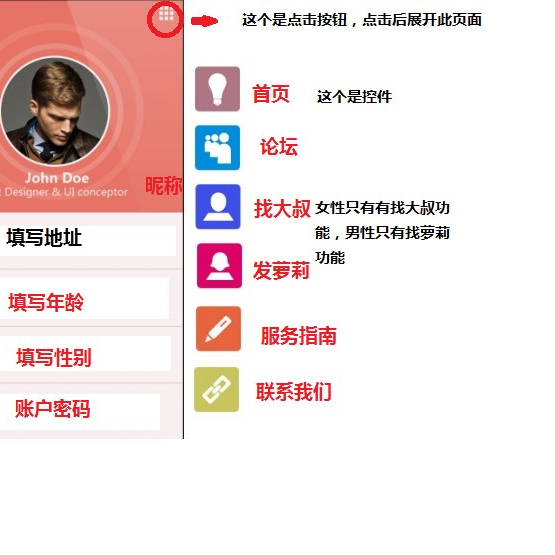 这个是点击按钮，点击后展开此页面
首页
这个是控件
论坛
John Doe
t Designer & UI conceptor
昵称
找大叔
女性只有有找大叔功
能，男性只有找萝莉
功能
填写地址
发萝莉
填写年龄
服务指南
填写性别
联系我们
账户密码